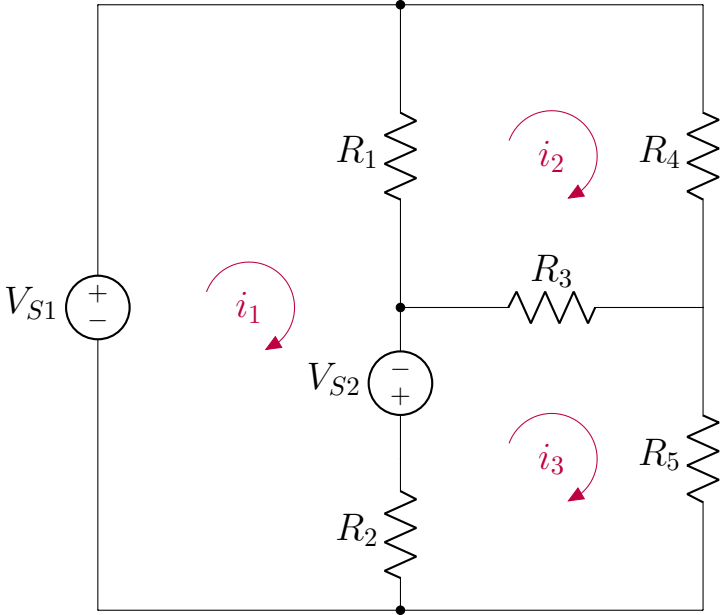 R1
i2
R4
R3
VS1
+
−
i1
VS2
−
+
i3
R5
R2